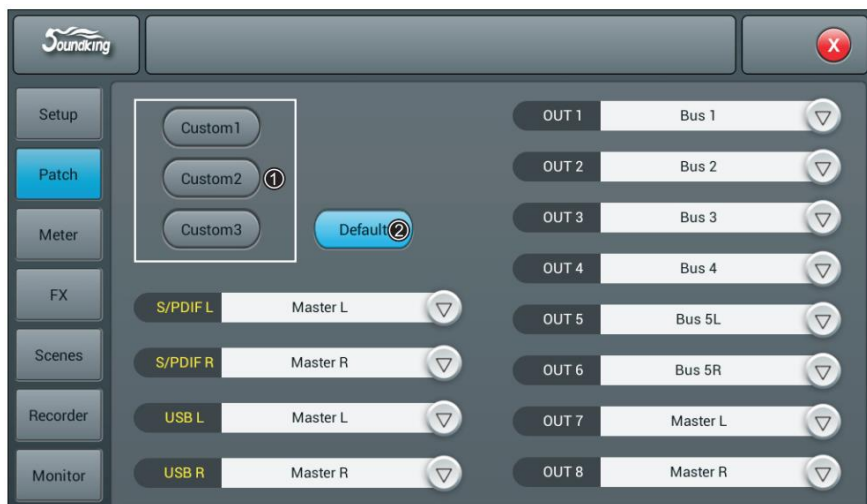 Soundking
X
Setup
Patch
Meter
FX
Scenes
Recorder
Monitor
Custom1
Custom2 ①
Custom3
Default ②
S/PDIF L Master L
S/PDIF R Master R
USB L Master L
USB R Master R
OUT 1 Bus 1
OUT 2 Bus 2
OUT 3 Bus 3
OUT 4 Bus 4
OUT 5 Bus 5L
OUT 6 Bus 5R
OUT 7 Master L
OUT 8 Master R